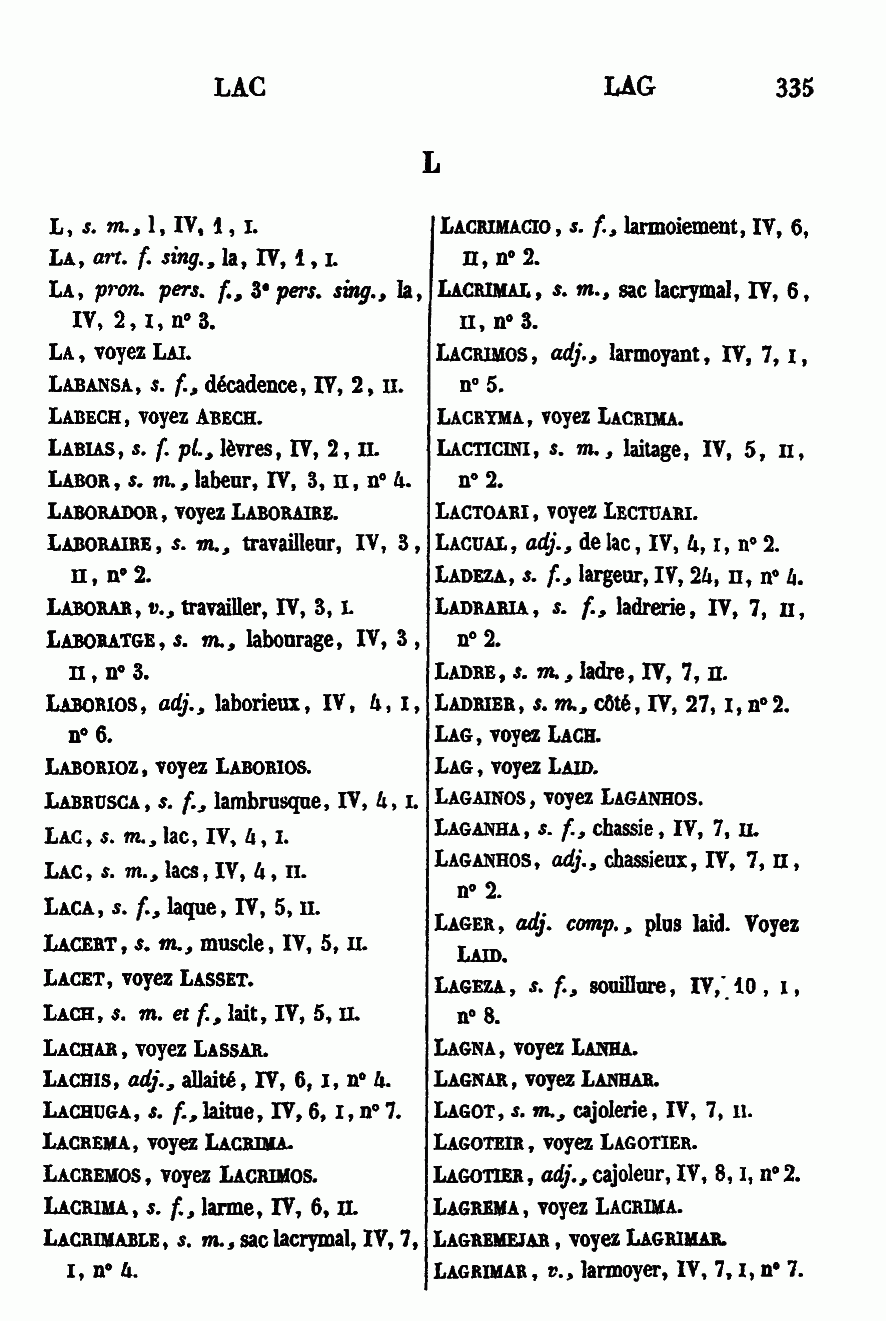 LAC LAG 335
L
L, s. m., l, IV, 1, I.
LA, art. f. sing., la, IV, 1, I.
LA, pron. pers. f., 3e pers. sing., la,
IV, 2, I, nº 3.
LA, voyez LAI.
LABANSA, s. f., décadence, IV, 2, II.
LABECH, voyez ABECH.
LABIAS, s. f. pl., lèvres, IV, 2, II.
LABOR, s. m., labeur, IV, 3, II, nº 4.
LABORADOR, voyez LABORAIRE.
LABORAIRE, s. m., travailleur, IV, 3,
II, nº 2.
LABORAR, v., travailler, IV, 3, I.
LABORATGE, s. m., labourage, IV, 3,
II, nº 3.
LABORIOS, adj., laborieux, IV, 4, I,
nº 6.
LABORIOZ, voyez LABORIOS.
LABRUSCA, s. f., lambrusque, IV, 4, I.
LAC, s. m., lac, IV, 4, I.
LAC, s. m., lacs, IV, 4, II.
LACA, s. f., laque, IV, 5, II.
LACERT, s. m., muscle, IV, 5, II.
LACET, voyez LASSET.
LACH, s. m. et f., lait, IV, 5, II.
LACHAR, voyez LASSAR.
LACHIS, adj., allaité, IV, 6, I, nº 4.
LACHUGA, s. f., laitue, IV, 6, I, nº 7.
LACREMA, voyez LACRIMA.
LACREMOS, voyez LACRIMOS.
LACRIMA, s. f., larme, IV, 6, II.
LACRIMABLE, s. m., sac lacrymal, IV, 7,
I, nº 4.
LACRIMACIO, s. f., larmoiement, IV, 6,
II, nº 2.
LACRIMAL, s. m., sac lacrymal, IV, 6,
II, nº 3.
LACRIMOS, adj., larmoyant, IV, 7, I,
nº 5.
LACRYMA, voyez LACRIMA.
LACTICINI, s. m., laitage, IV, 5, II,
nº 2.
LACTOARI, voyez LECTUARI.
LACUAL, adj., de lac, IV, 4, I, nº 2.
LADEZA, s. f., largeur, IV, 24, II, nº 4.
LADRARIA, s. f., ladrerie, IV, 7, II,
nº 2.
LADRE, s. m., ladre, IV, 7, II.
LADRIER, s. m., côté, IV, 27, I, nº 2.
LAG, voyez LACH.
LAG, voyez LAID.
LAGAINOS, voyez LAGANHOS.
LAGANHA, s. f., chassie, IV, 7, II.
LAGANHOS, adj., chassieux, IV, 7, II,
nº 2.
LAGER, adj. comp., plus laid. Voyez
LAID.
LAGEZA, s. f., souillure, IV, 10, I,
nº 8.
LAGNA, voyez LANHA.
LAGNAR, voyez LANHAR.
LAGOT, s. m., cajolerie, IV, 7, II.
LAGOTEIR, voyez LAGOTIER.
LAGOTIER, adj., cajoleur, IV, 8, I, nº 2.
LAGREMA, voyez LACRIMA.
LAGREMEJAR, voyez LAGRIMAR.
LAGRIMAR, v., larmoyer, IV, 7, I, nº 7.